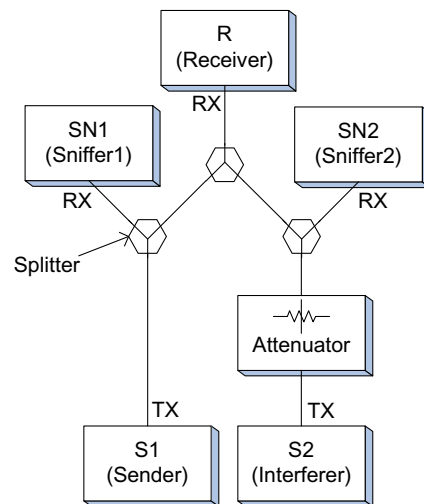 R
(Receiver)
RX
SN1
(Sniffer1)
SN2
(Sniffer2)
RX
RX
Splitter
Attenuator
TX
TX
S1
(Sender)
S2
(Interferer)